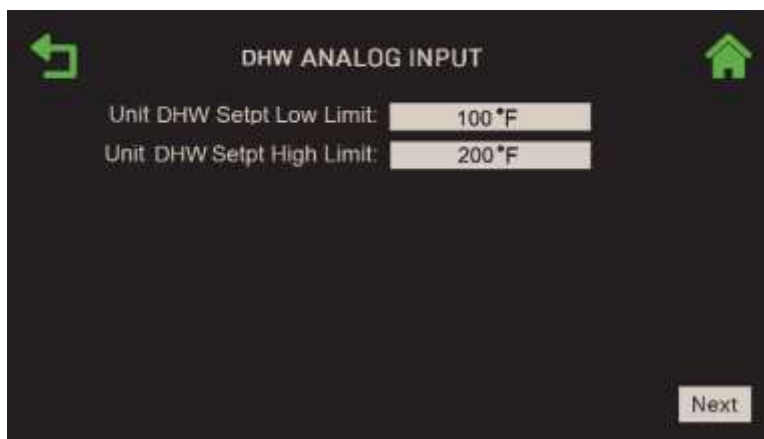 DHW ANALOG INPUT
Unit DHW Setpt Low Limit: 100°F
Unit DHW Setpt High Limit: 200°F
Next